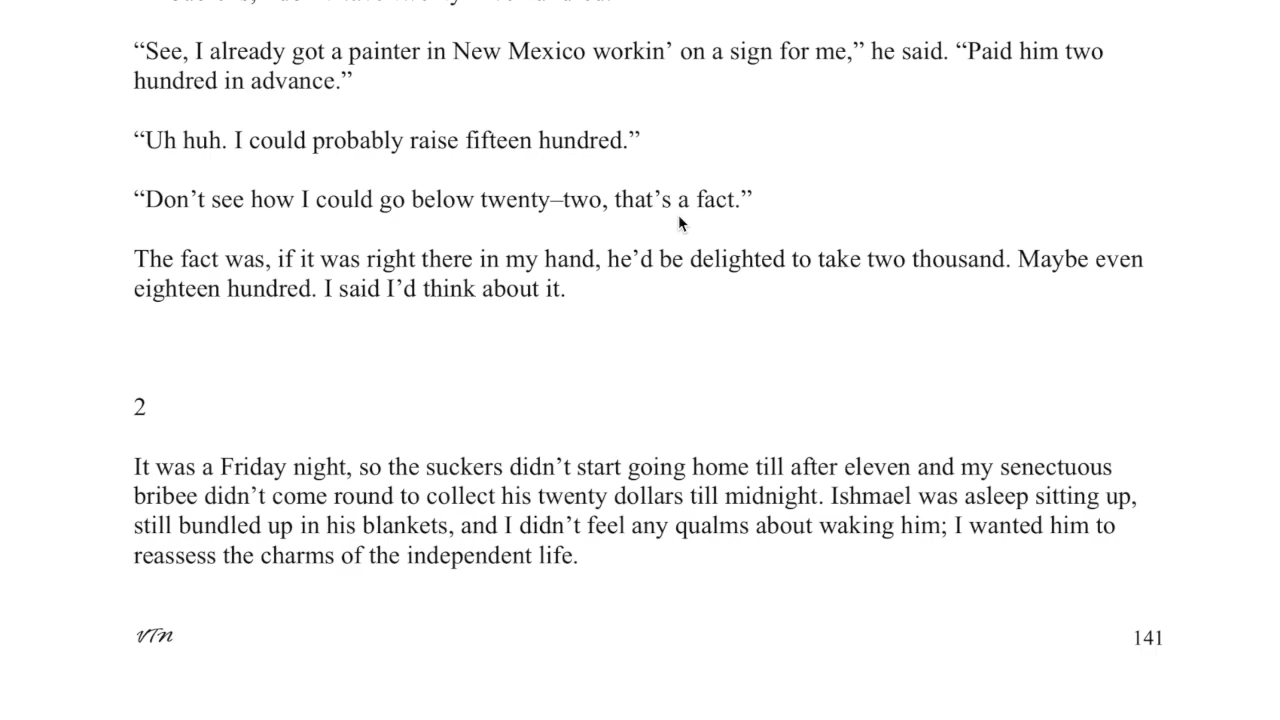 “See, I already got a painter in New Mexico workin’ on a sign for me,” he said. “Paid him two
hundred in advance.”
“Uh huh. I could probably raise fifteen hundred.”
“Don’t see how I could go below twenty–two, that’s a fact.”
The fact was, if it was right there in my hand, he’d be delighted to take two thousand. Maybe even
eighteen hundred. I said I’d think about it.
2
It was a Friday night, so the suckers didn’t start going home till after eleven and my senectuous
bribee didn’t come round to collect his twenty dollars till midnight. Ishmael was asleep sitting up,
still bundled up in his blankets, and I didn’t feel any qualms about waking him; I wanted him to
reassess the charms of the independent life.
VTn
141